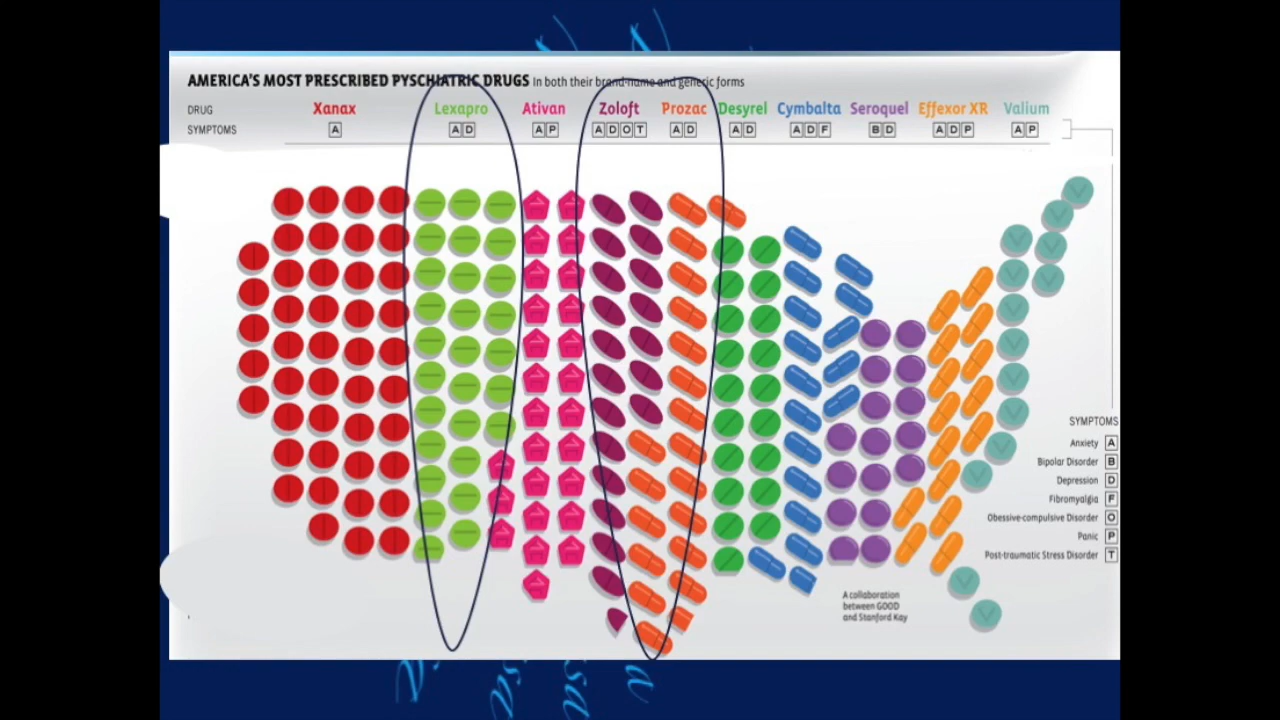 AMERICA'S MOST PRESCRIBED PYSCHIATRIC DRUGS In both their brand-name and generic forms
DRUG Xanax Lexapro Ativan Zoloft Prozac Desyrel Cymbalta Seroquel Effexor XR Valium
SYMPTOMS A A D A P A D O T A D A D A D F B D A D P A P
SYMPTOMS
Anxiety A
Bipolar Disorder B
Depression D
Fibromyalgia F
Obessive-compulsive Disorder O
Panic P
Post-traumatic Stress Disorder T
A collaboration
between GOOD
and Stanford Kay